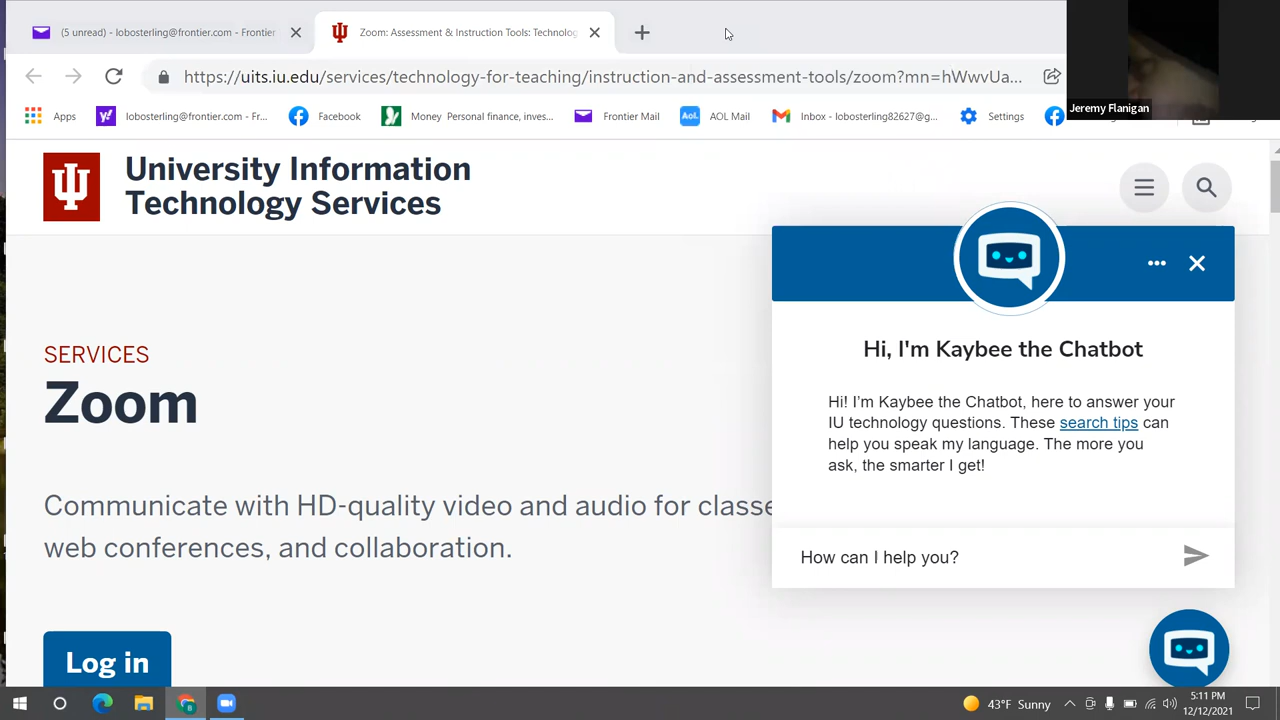 (5 unread) - lobosterling@frontier.com - Frontier
Zoom: Assessment & Instruction Tools: Technolog
https://uits.iu.edu/services/technology-for-teaching/instruction-and-assessment-tools/zoom?mn=hWwvUa...
Jeremy Flanigan
Apps
lobosterling@frontier.com - Fr...
Facebook
Money Personal finance, inves...
Frontier Mail
Aol.
AOL Mail
Inbox - lobosterling82627@g...
Settings
University Information
Technology Services
SERVICES
Zoom
Communicate with HD-quality video and audio for classe
web conferences, and collaboration.
Log in
Hi, I'm Kaybee the Chatbot
Hi! I'm Kaybee the Chatbot, here to answer your
IU technology questions. These search tips can
help you speak my language. The more you
ask, the smarter I get!
How can I help you?
43°F Sunny
5:11 PM
12/12/2021